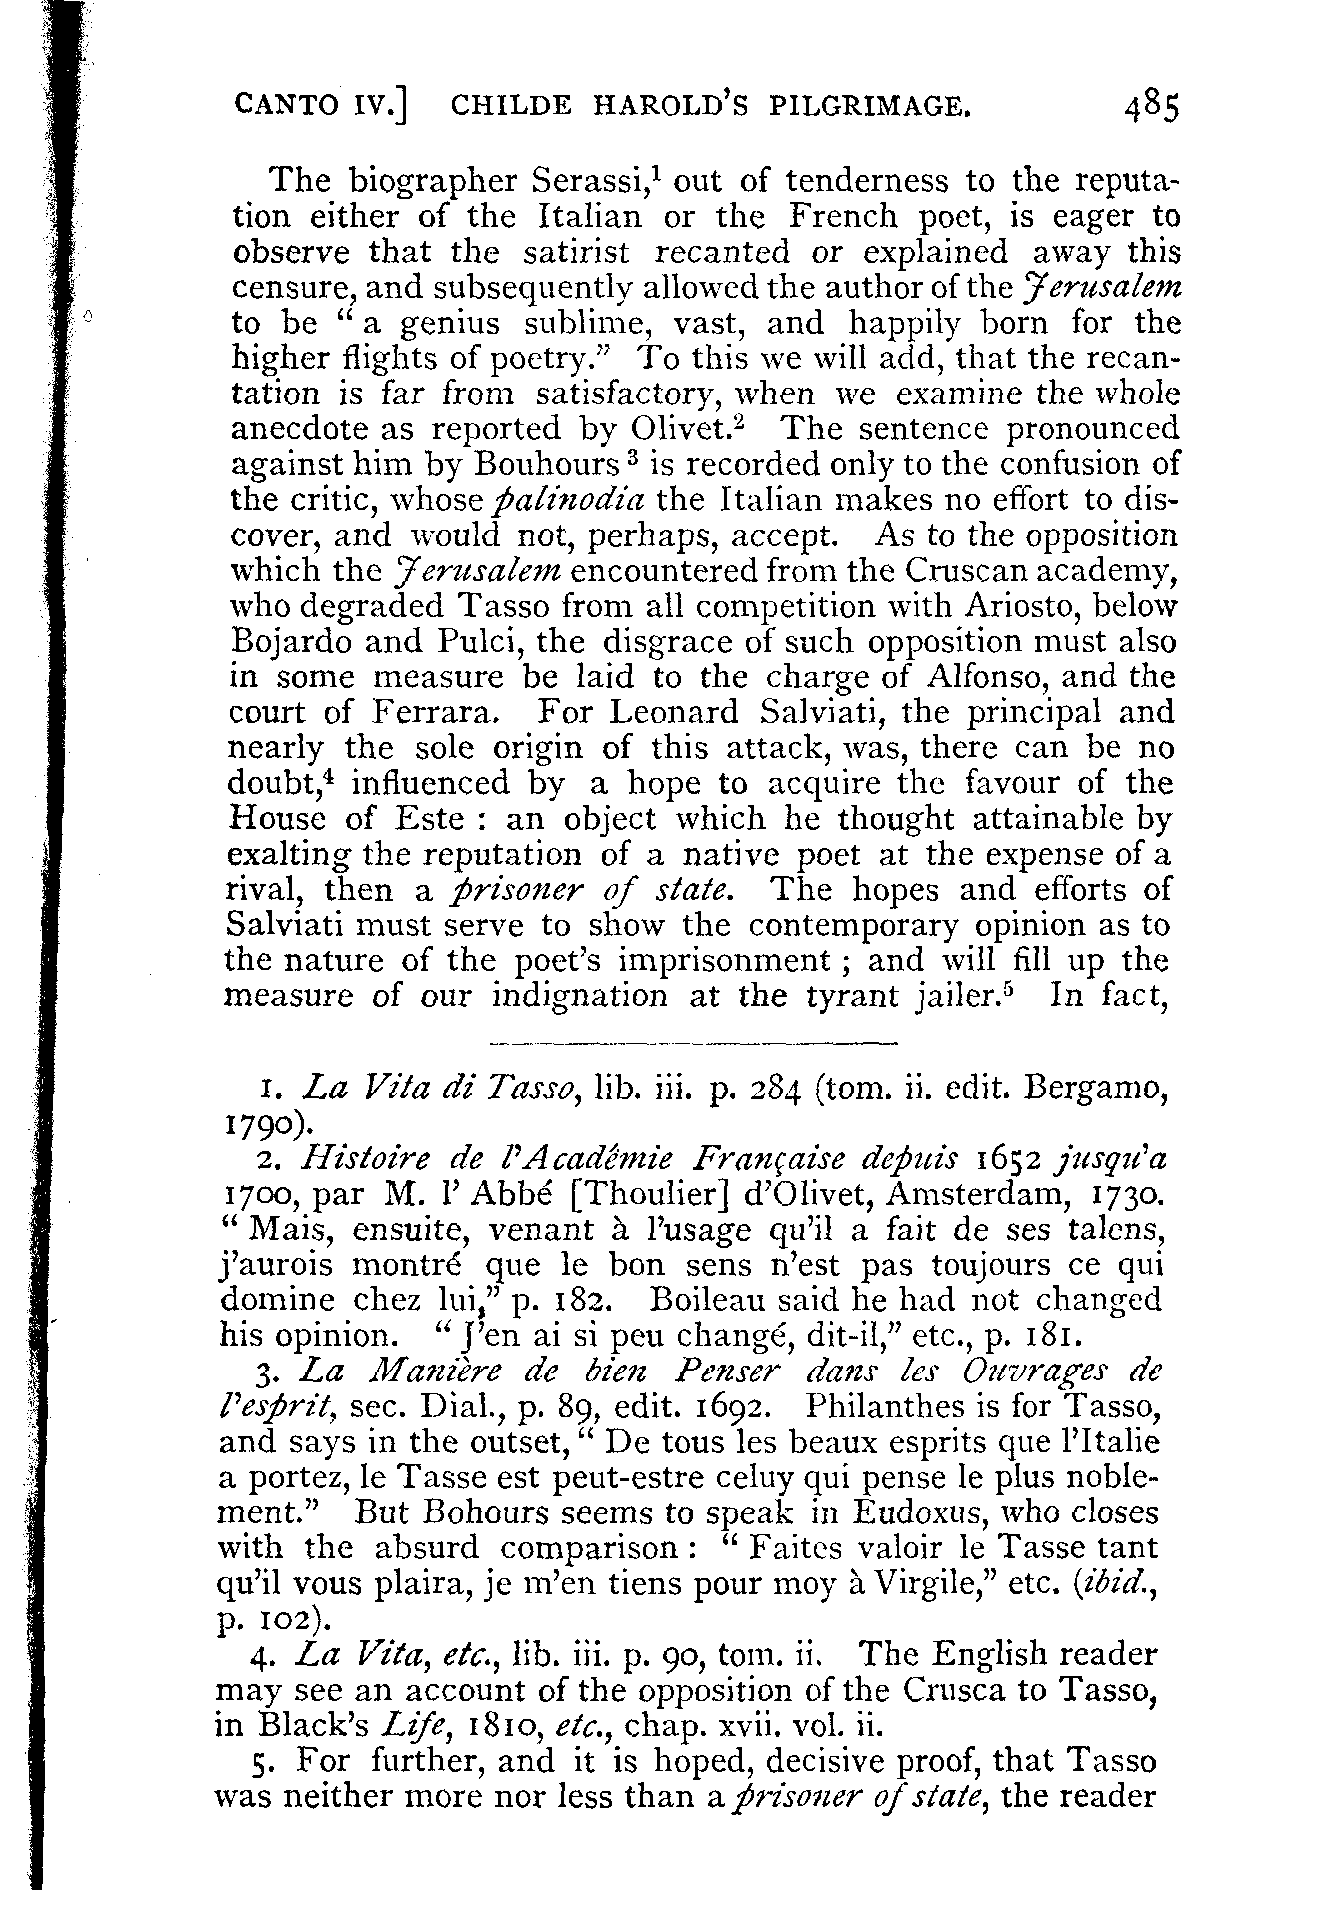 CANTO IV.] CHILDE HAROLD'S PILGRIMAGE. 485
The biographer Serassi,¹ out of tenderness to the reputa-
tion either of the Italian or the French poet, is eager to
observe that the satirist recanted or explained away this
censure, and subsequently allowed the author of the Jerusalem
to be "a genius sublime, vast, and happily born for the
higher flights of poetry." To this we will add, that the recan-
tation is far from satisfactory, when we examine the whole
anecdote as reported by Olivet.² The sentence pronounced
against him by Bouhours ³ is recorded only to the confusion of
the critic, whose palinodia the Italian makes no effort to dis-
cover, and would not, perhaps, accept. As to the opposition
which the Jerusalem encountered from the Cruscan academy,
who degraded Tasso from all competition with Ariosto, below
Bojardo and Pulci, the disgrace of such opposition must also
in some measure be laid to the charge of Alfonso, and the
court of Ferrara. For Leonard Salviati, the principal and
nearly the sole origin of this attack, was, there can be no
doubt,⁴ influenced by a hope to acquire the favour of the
House of Este : an object which he thought attainable by
exalting the reputation of a native poet at the expense of a
rival, then a prisoner of state. The hopes and efforts of
Salviati must serve to show the contemporary opinion as to
the nature of the poet's imprisonment ; and will fill up the
measure of our indignation at the tyrant jailer.⁵ In fact,
1. La Vita di Tasso, lib. iii. p. 284 (tom. ii. edit. Bergamo,
1790).
2. Histoire de l'Académie Française depuis 1652 jusqu'a
1700, par M. l' Abbé [Thoulier] d'Olivet, Amsterdam, 1730.
"Mais, ensuite, venant à l'usage qu'il a fait de ses talens,
j'aurois montré que le bon sens n'est pas toujours ce qui
domine chez lui," p. 182. Boileau said he had not changed
his opinion. "J'en ai si peu changé, dit-il," etc., p. 181.
3. La Manière de bien Penser dans les Ouvrages de
l'esprit, sec. Dial., p. 89, edit. 1692. Philanthes is for Tasso,
and says in the outset, "De tous les beaux esprits que l'Italie
a portez, le Tasse est peut-estre celuy qui pense le plus noble-
ment." But Bohours seems to speak in Eudoxus, who closes
with the absurd comparison : "Faites valoir le Tasse tant
qu'il vous plaira, je m'en tiens pour moy à Virgile," etc. (ibid.,
p. 102).
4. La Vita, etc., lib. iii. p. 90, tom. ii. The English reader
may see an account of the opposition of the Crusca to Tasso,
in Black's Life, 1810, etc., chap. xvii. vol. ii.
5. For further, and it is hoped, decisive proof, that Tasso
was neither more nor less than a prisoner of state, the reader